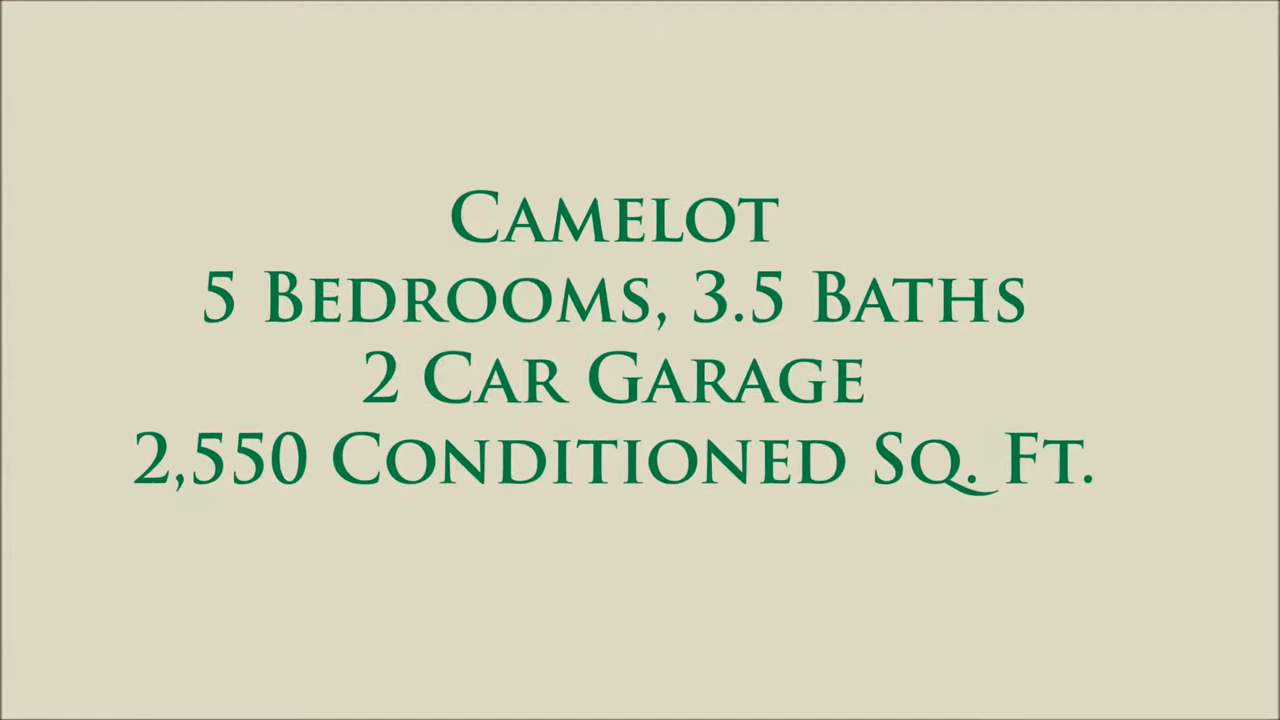 Camelot
5 Bedrooms, 3.5 Baths
2 Car Garage
2,550 Conditioned Sq. Ft.